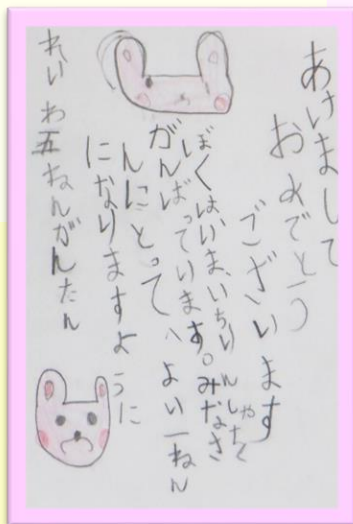 あけまして
おめでとう
ございます
ぼくは、いま、いちりんしゃを
がんばっています。みなさ
んにとって、よい一ねん
になりますように
れいわ五ねんがんたん